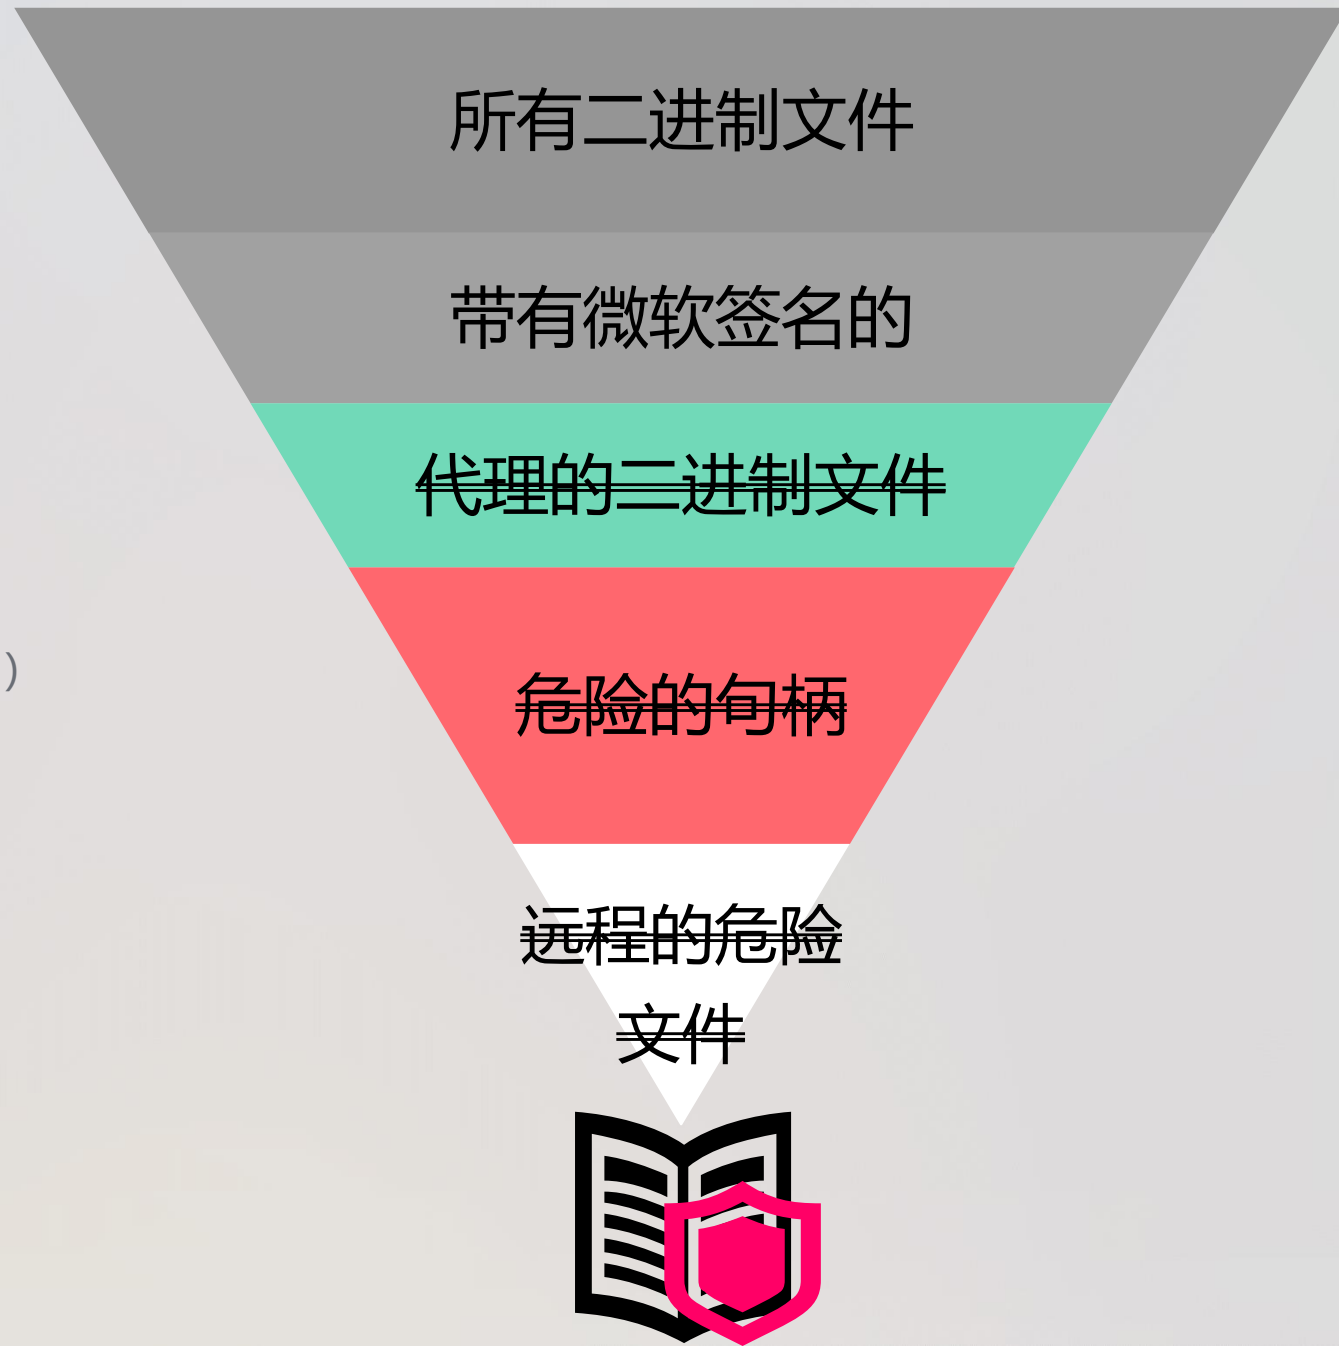 所有二进制文件
带有微软签名的
代理的二进制文件
危险的句柄
)
远程的危险
文件